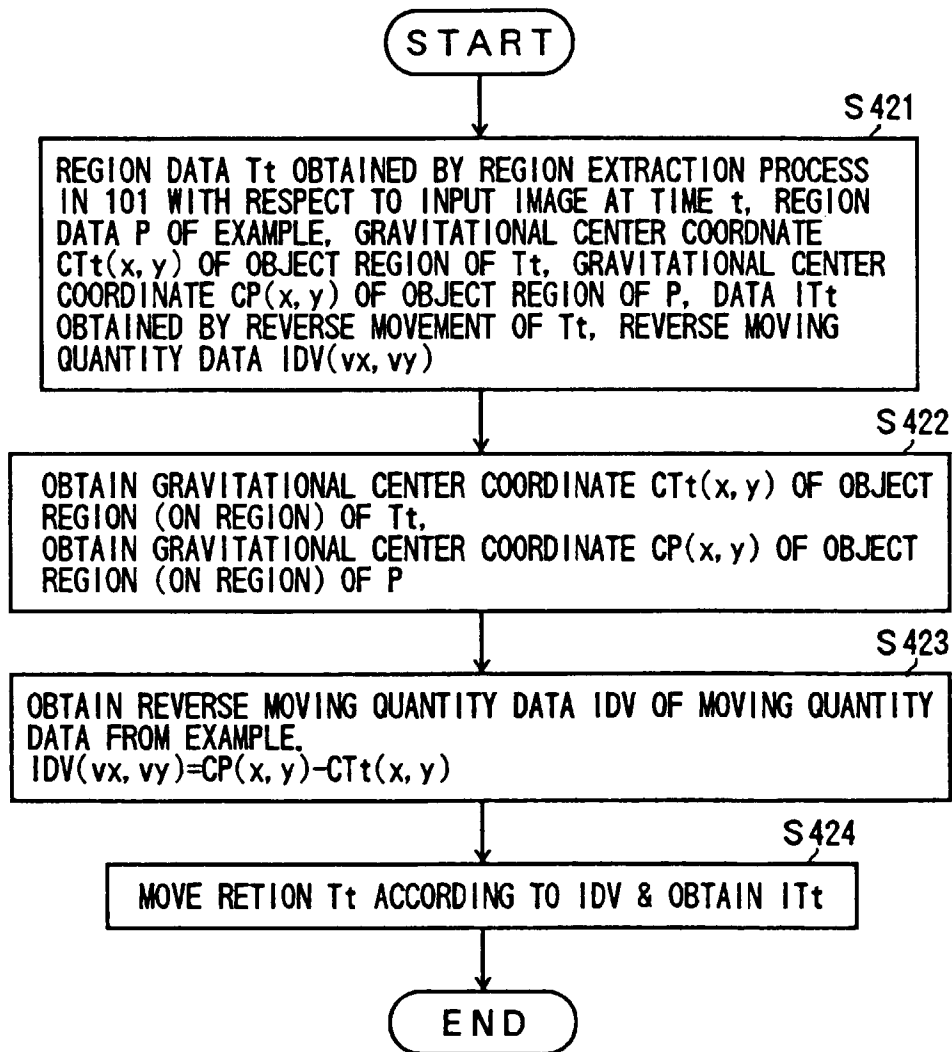 START
S421
REGION DATA Tt OBTAINED BY REGION EXTRACTION PROCESS
IN 101 WITH RESPECT TO INPUT IMAGE AT TIME t, REGION
DATA P OF EXAMPLE, GRAVITATIONAL CENTER COORDNATE
CTt(x, y) OF OBJECT REGION OF Tt, GRAVITATIONAL CENTER
COORDINATE CP(x, y) OF OBJECT REGION OF P, DATA ITt
OBTAINED BY REVERSE MOVEMENT OF Tt, REVERSE MOVING
QUANTITY DATA IDV(vx, vy)
S422
OBTAIN GRAVITATIONAL CENTER COORDINATE CTt(x, y) OF OBJECT
REGION (ON REGION) OF Tt,
OBTAIN GRAVITATIONAL CENTER COORDINATE CP(x, y) OF OBJECT
REGION (ON REGION) OF P
S423
OBTAIN REVERSE MOVING QUANTITY DATA IDV OF MOVING QUANTITY
DATA FROM EXAMPLE.
IDV(vx, vy)=CP(x, y)-CTt(x, y)
S424
MOVE RETION Tt ACCORDING TO IDV & OBTAIN ITt
END